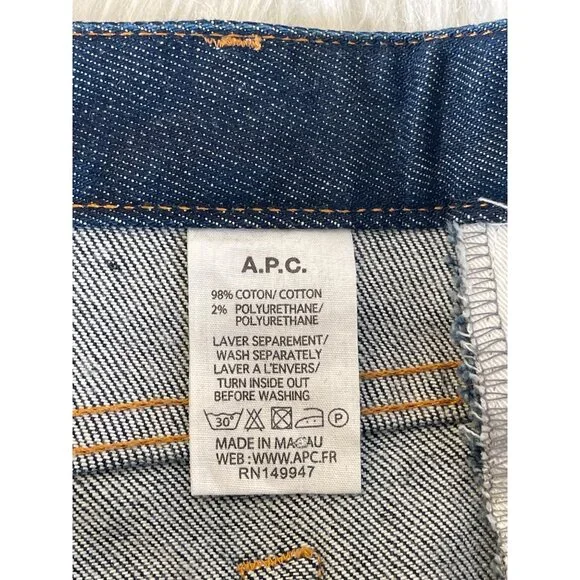 A.P.C.
98% COTON/ COTTON
2% POLYURETHANE/
POLYURETHANE
LAVER SEPAREMENT/
WASH SEPARATELY
LAVER A L'ENVERS/
TURN INSIDE OUT
BEFORE WASHING
30° P
MADE IN MACAU
WEB : WWW.APC.FR
RN149947